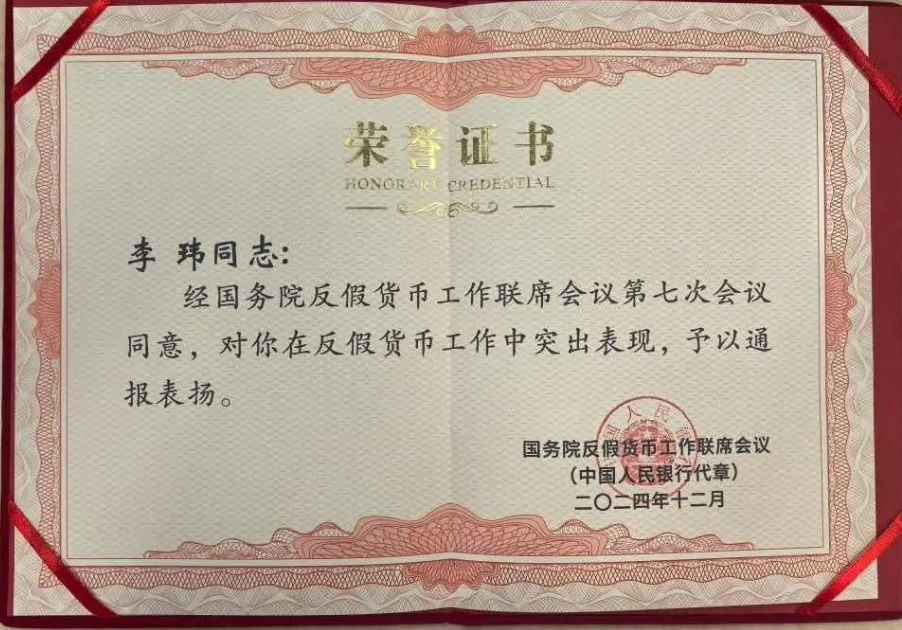 荣誉证书
HONORARY CREDENTIAL
李 玮同志:
经国务院反假货币工作联席会议第七次会议
同意，对你在反假货币工作中突出表现，予以通
报表扬。
国务院反假货币工作联席会议
（中国人民银行代章）
二〇二四年十二月